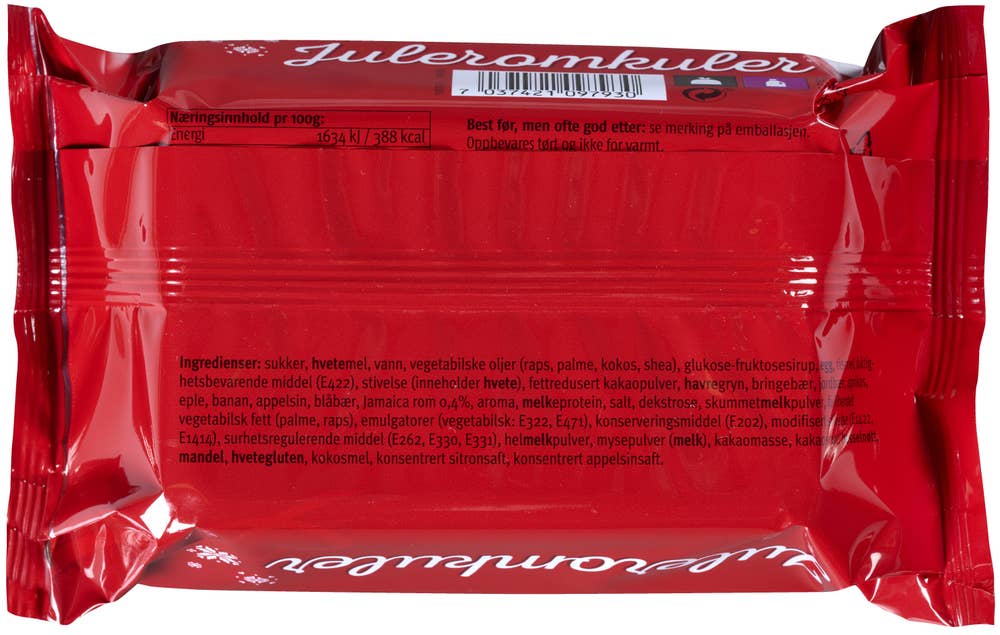 Juleromkuler
7 037421 097930
Næringsinnhold pr 100g:
Energi 1634 kJ / 388 kcal
Best før, men ofte god etter: se merking på emballasjen.
Oppbevares tørt og ikke for varmt.
Ingredienser: sukker, hvetemel, vann, vegetabilske oljer (raps, palme, kokos, shea), glukose-fruktosesirup, egg,
hetsbevarende middel (E422), stivelse (inneholder hvete), fettredusert kakaopulver, havregryn, bringebær,
eple, banan, appelsin, blåbær, Jamaica rom 0,4%, aroma, melkeprotein, salt, dekstrose, skummetmelkpulver,
vegetabilsk fett (palme, raps), emulgatorer (vegetabilsk: E322, E471), konserveringsmiddel (E202), (E1422,
E1414), surhetsregulerende middel (E262, E330, E331), helmelkpulver, mysepulver (melk), kakaomasse,
mandel, hvetegluten, kokosmel, konsentrert sitronsaft, konsentrert appelsinsaft.
Juleromkuler